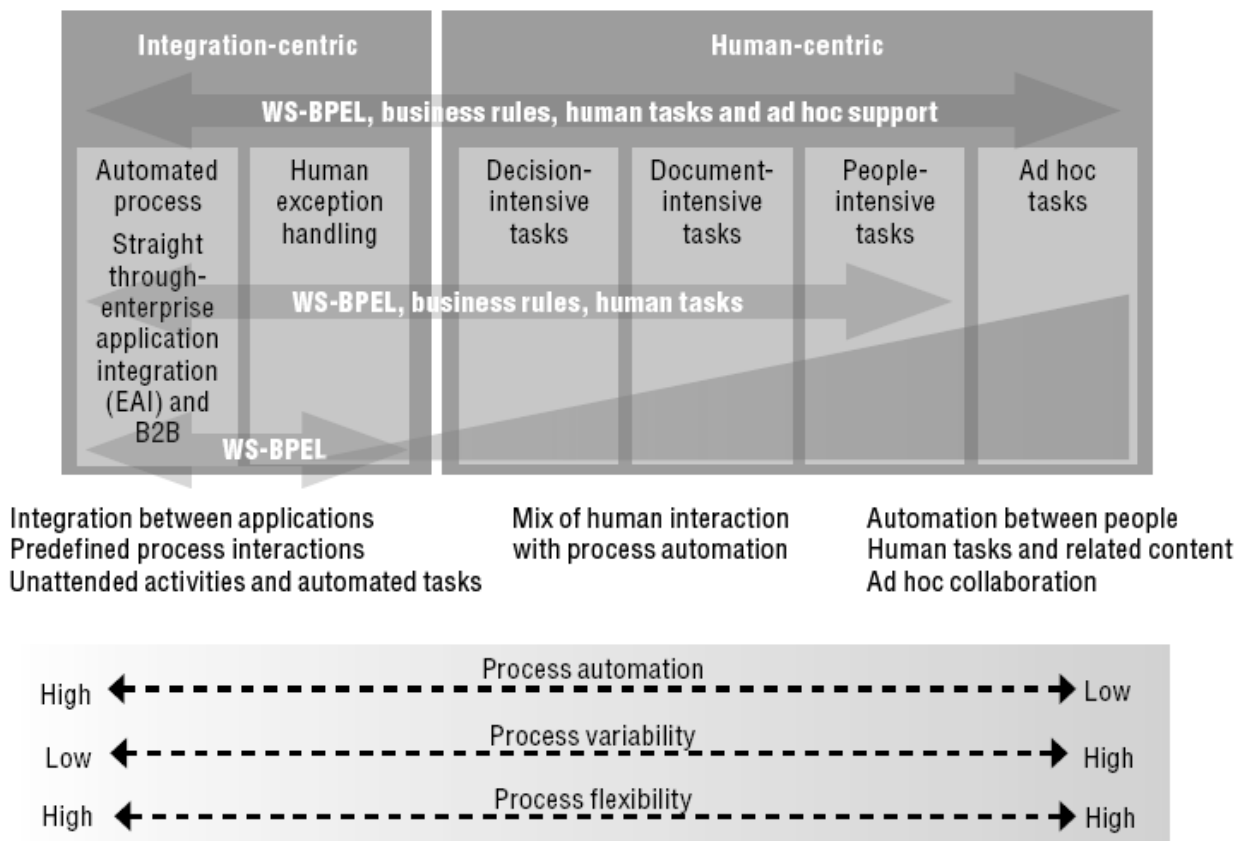 Integration-centric
Human-centric
WS-BPEL, business rules, human tasks and ad hoc support
Automated
process
Straight
through-
enterprise
application
integration
(EAI) and
B2B
Human
exception
handling
Decision-
intensive
tasks
Document-
intensive
tasks
People-
intensive
tasks
Ad hoc
tasks
WS-BPEL, business rules, human tasks
WS-BPEL
Integration between applications
Predefined process interactions
Unattended activities and automated tasks
Mix of human interaction
with process automation
Automation between people
Human tasks and related content
Ad hoc collaboration
Process automation
High
Low
Process variability
Low
High
Process flexibility
High
High